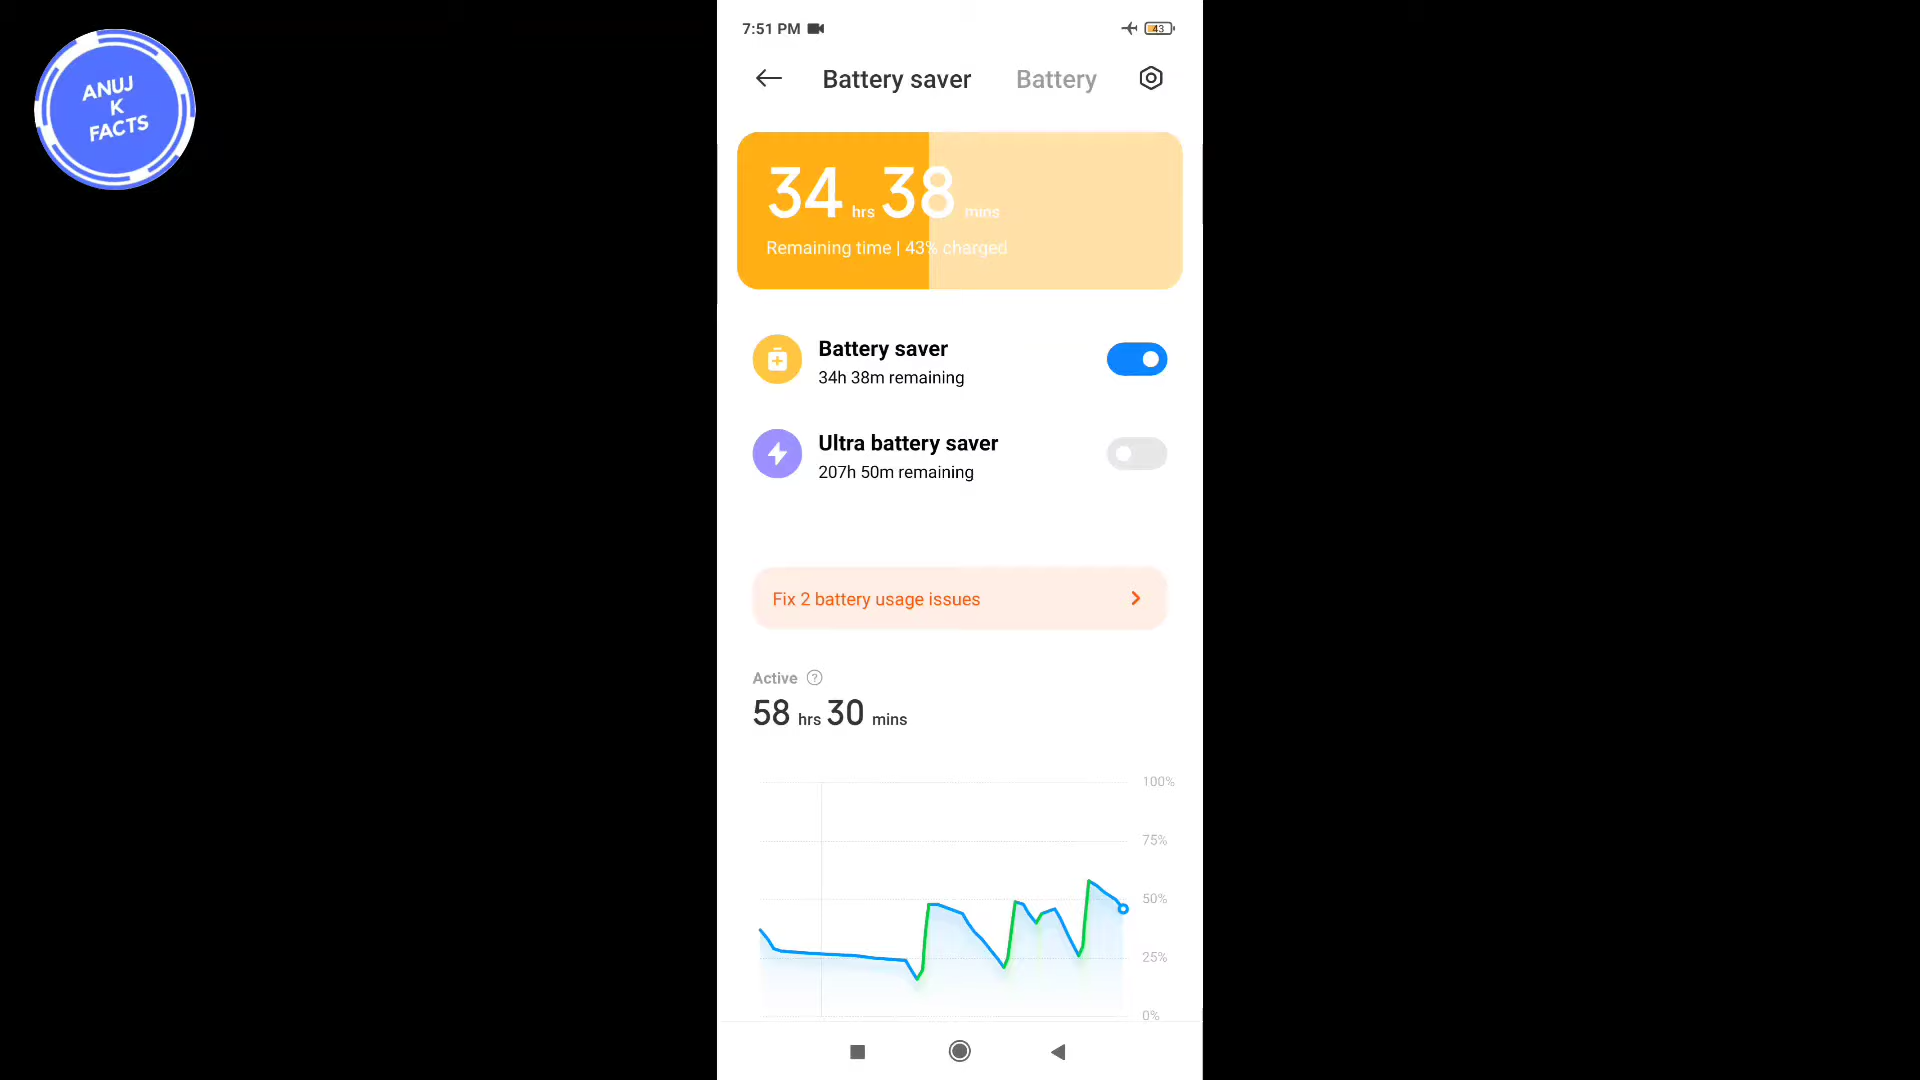 ANUJ
K
FACTS
7:51 PM
43
Battery saver Battery
34 hrs 38 mins
Remaining time | 43% charged
Battery saver
34h 38m remaining
Ultra battery saver
207h 50m remaining
Fix 2 battery usage issues
Active ?
58 hrs 30 mins
100%
75%
50%
25%
0%